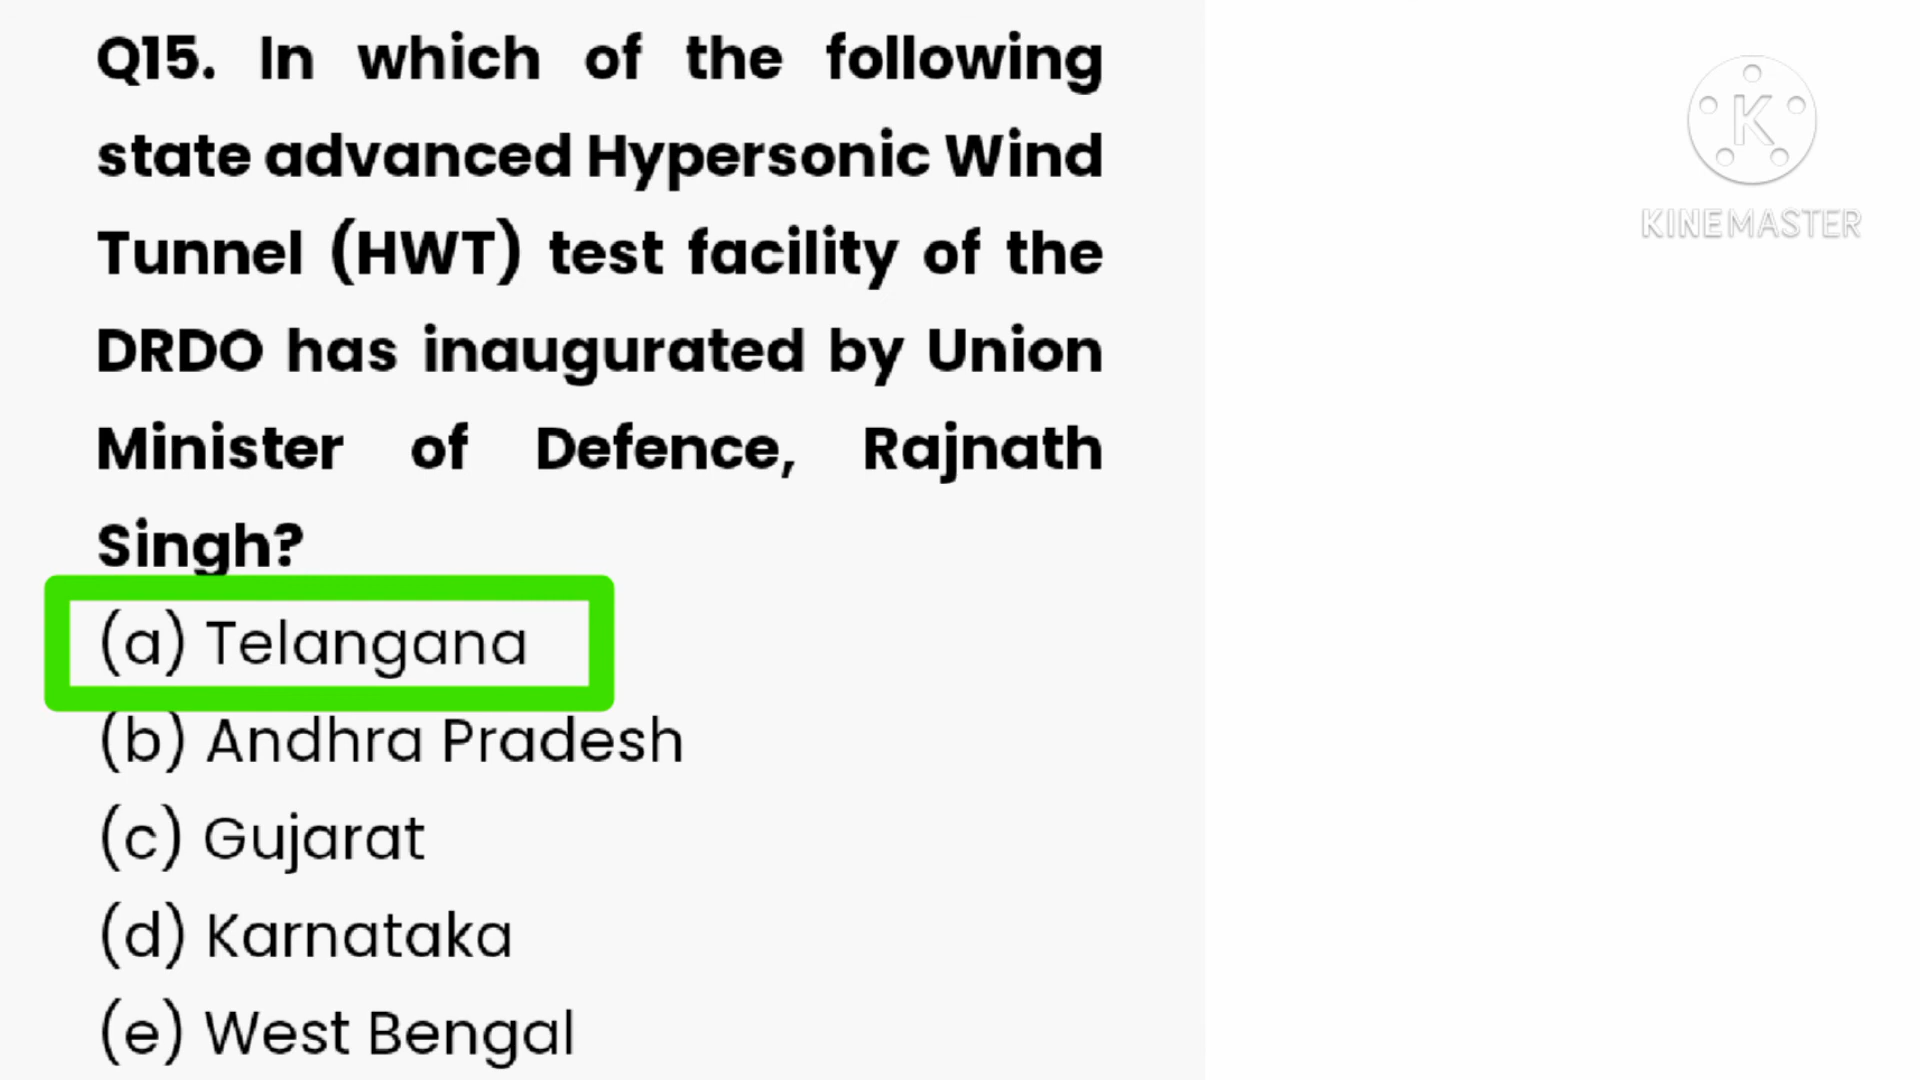 Q15. In which of the following
state advanced Hypersonic Wind
Tunnel (HWT) test facility of the
DRDO has inaugurated by Union
Minister of Defence, Rajnath
Singh?
(a) Telangana
(b) Andhra Pradesh
(c) Gujarat
(d) Karnataka
(e) West Bengal
K
KINEMASTER